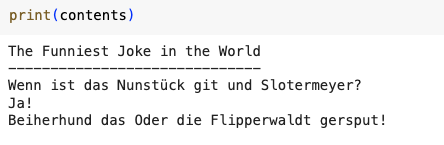 print(contents)
The Funniest Joke in the World
------------------------------
Wenn ist das Nunstück git und Slotermeyer?
Ja!
Beiherhund das Oder die Flipperwaldt gersput!